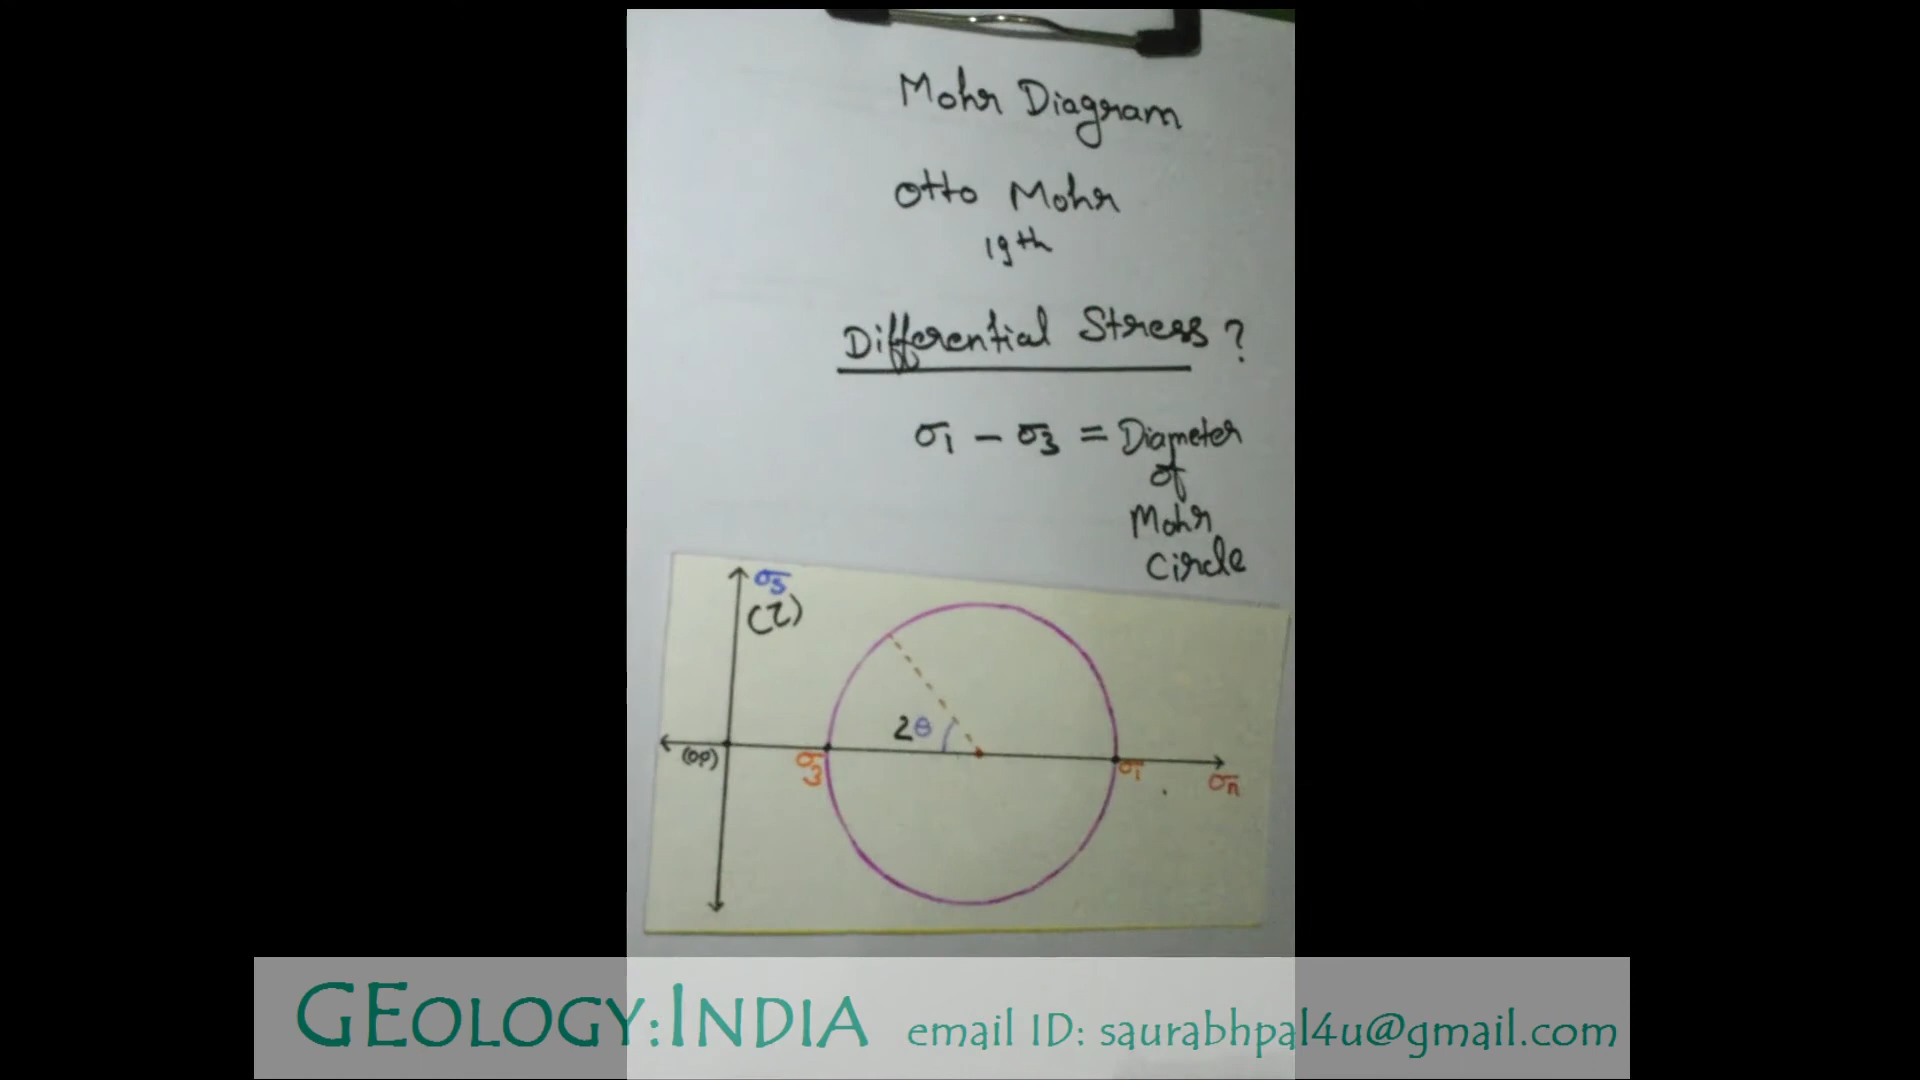 Mohr Diagram
Otto Mohr
19th
Differential Stress ?
σ1 - σ3 = Diameter
of
Mohr
Circle
σs
(τ)
2θ
(op)
σ3
σ1
σn
GEOLOGY:INDIA email ID: saurabhpal4u@gmail.com